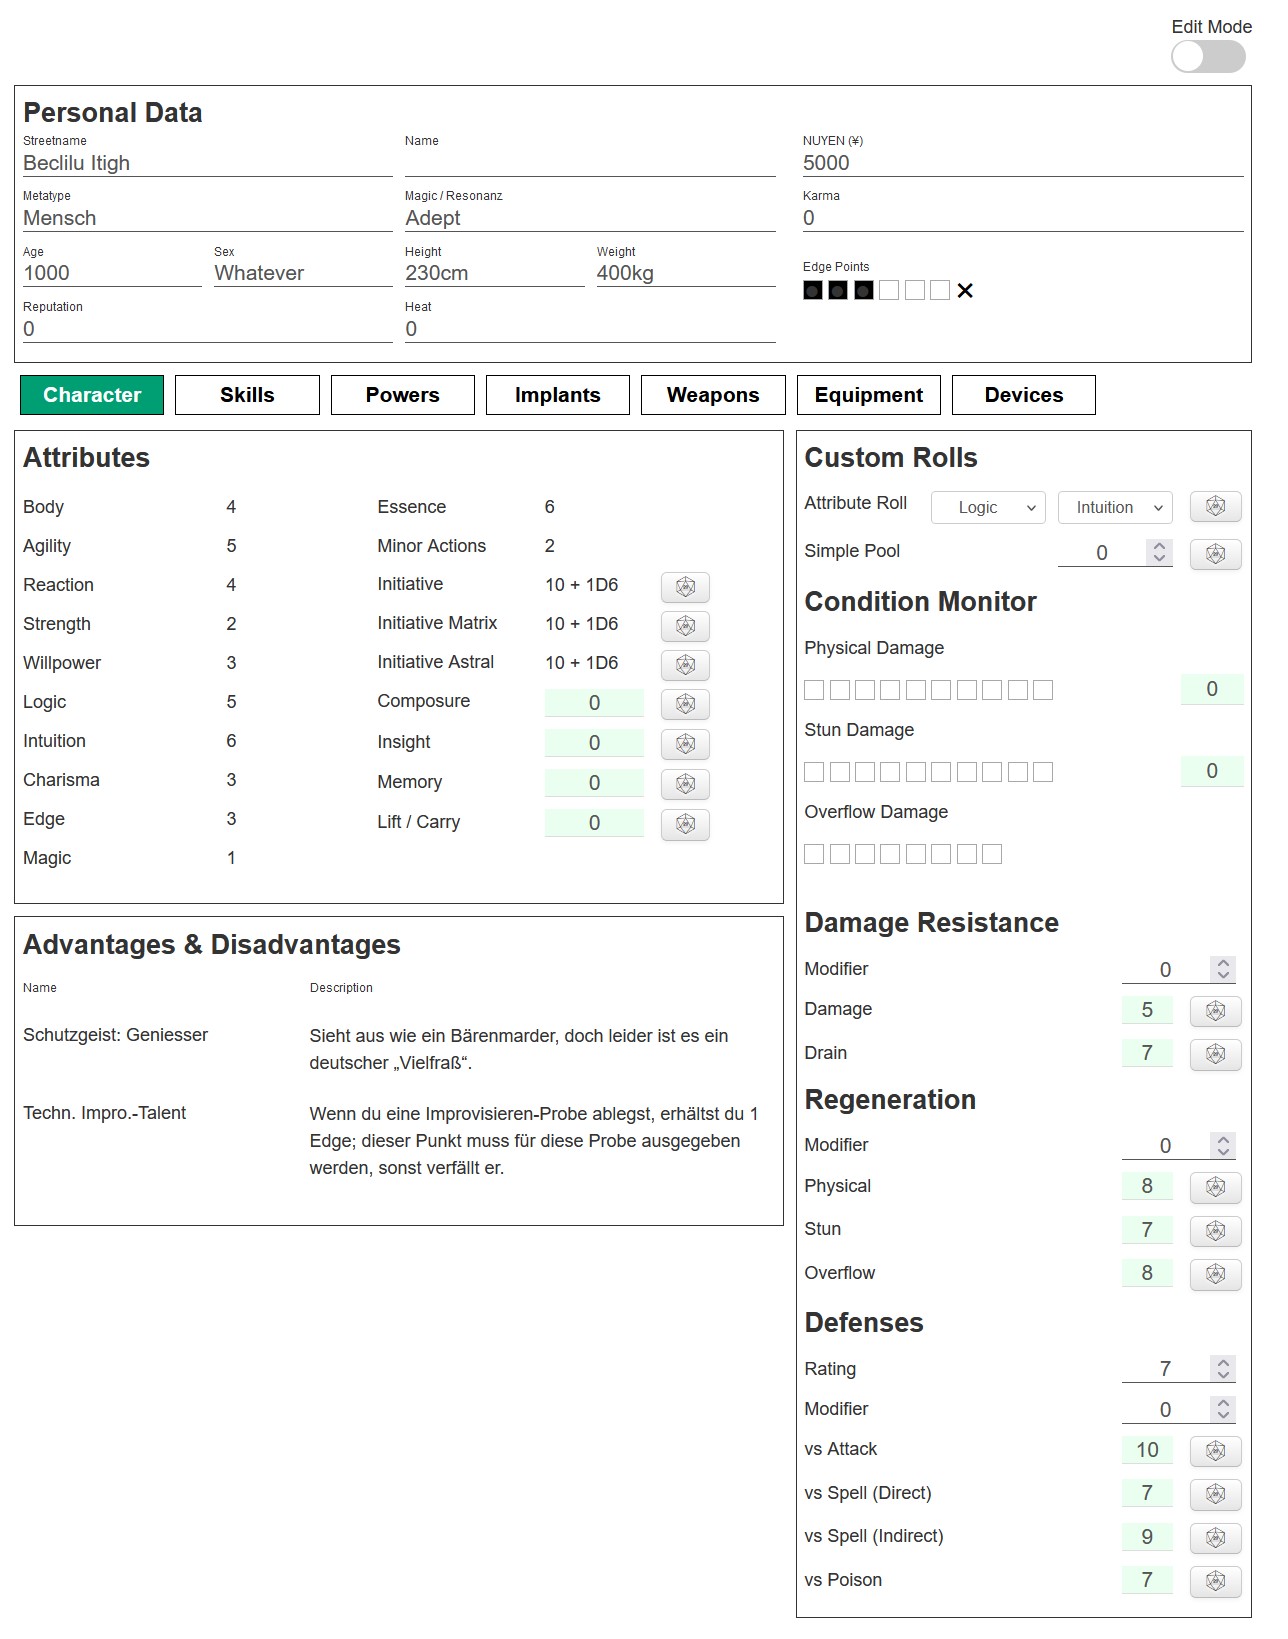 Edit Mode
Personal Data
Streetname Name NUYEN (¥)
Beclilu Itigh 5000
Metatype Magic / Resonanz Karma
Mensch Adept 0
Age Sex Height Weight
1000 Whatever 230cm 400kg
Edge Points
Reputation Heat
0 0
Character Skills Powers Implants Weapons Equipment Devices
Attributes
Body 4 Essence 6
Agility 5 Minor Actions 2
Reaction 4 Initiative 10 + 1D6
Strength 2 Initiative Matrix 10 + 1D6
Willpower 3 Initiative Astral 10 + 1D6
Logic 5 Composure 0
Intuition 6 Insight 0
Charisma 3 Memory 0
Edge 3 Lift / Carry 0
Magic 1
Advantages & Disadvantages
Name Description
Schutzgeist: Geniesser Sieht aus wie ein Bärenmarder, doch leider ist es ein
deutscher „Vielfraß“.
Techn. Impro.-Talent Wenn du eine Improvisieren-Probe ablegst, erhältst du 1
Edge; dieser Punkt muss für diese Probe ausgegeben
werden, sonst verfällt er.
Custom Rolls
Attribute Roll Logic Intuition
Simple Pool 0
Condition Monitor
Physical Damage
0
Stun Damage
0
Overflow Damage
Damage Resistance
Modifier 0
Damage 5
Drain 7
Regeneration
Modifier 0
Physical 8
Stun 7
Overflow 8
Defenses
Rating 7
Modifier 0
vs Attack 10
vs Spell (Direct) 7
vs Spell (Indirect) 9
vs Poison 7